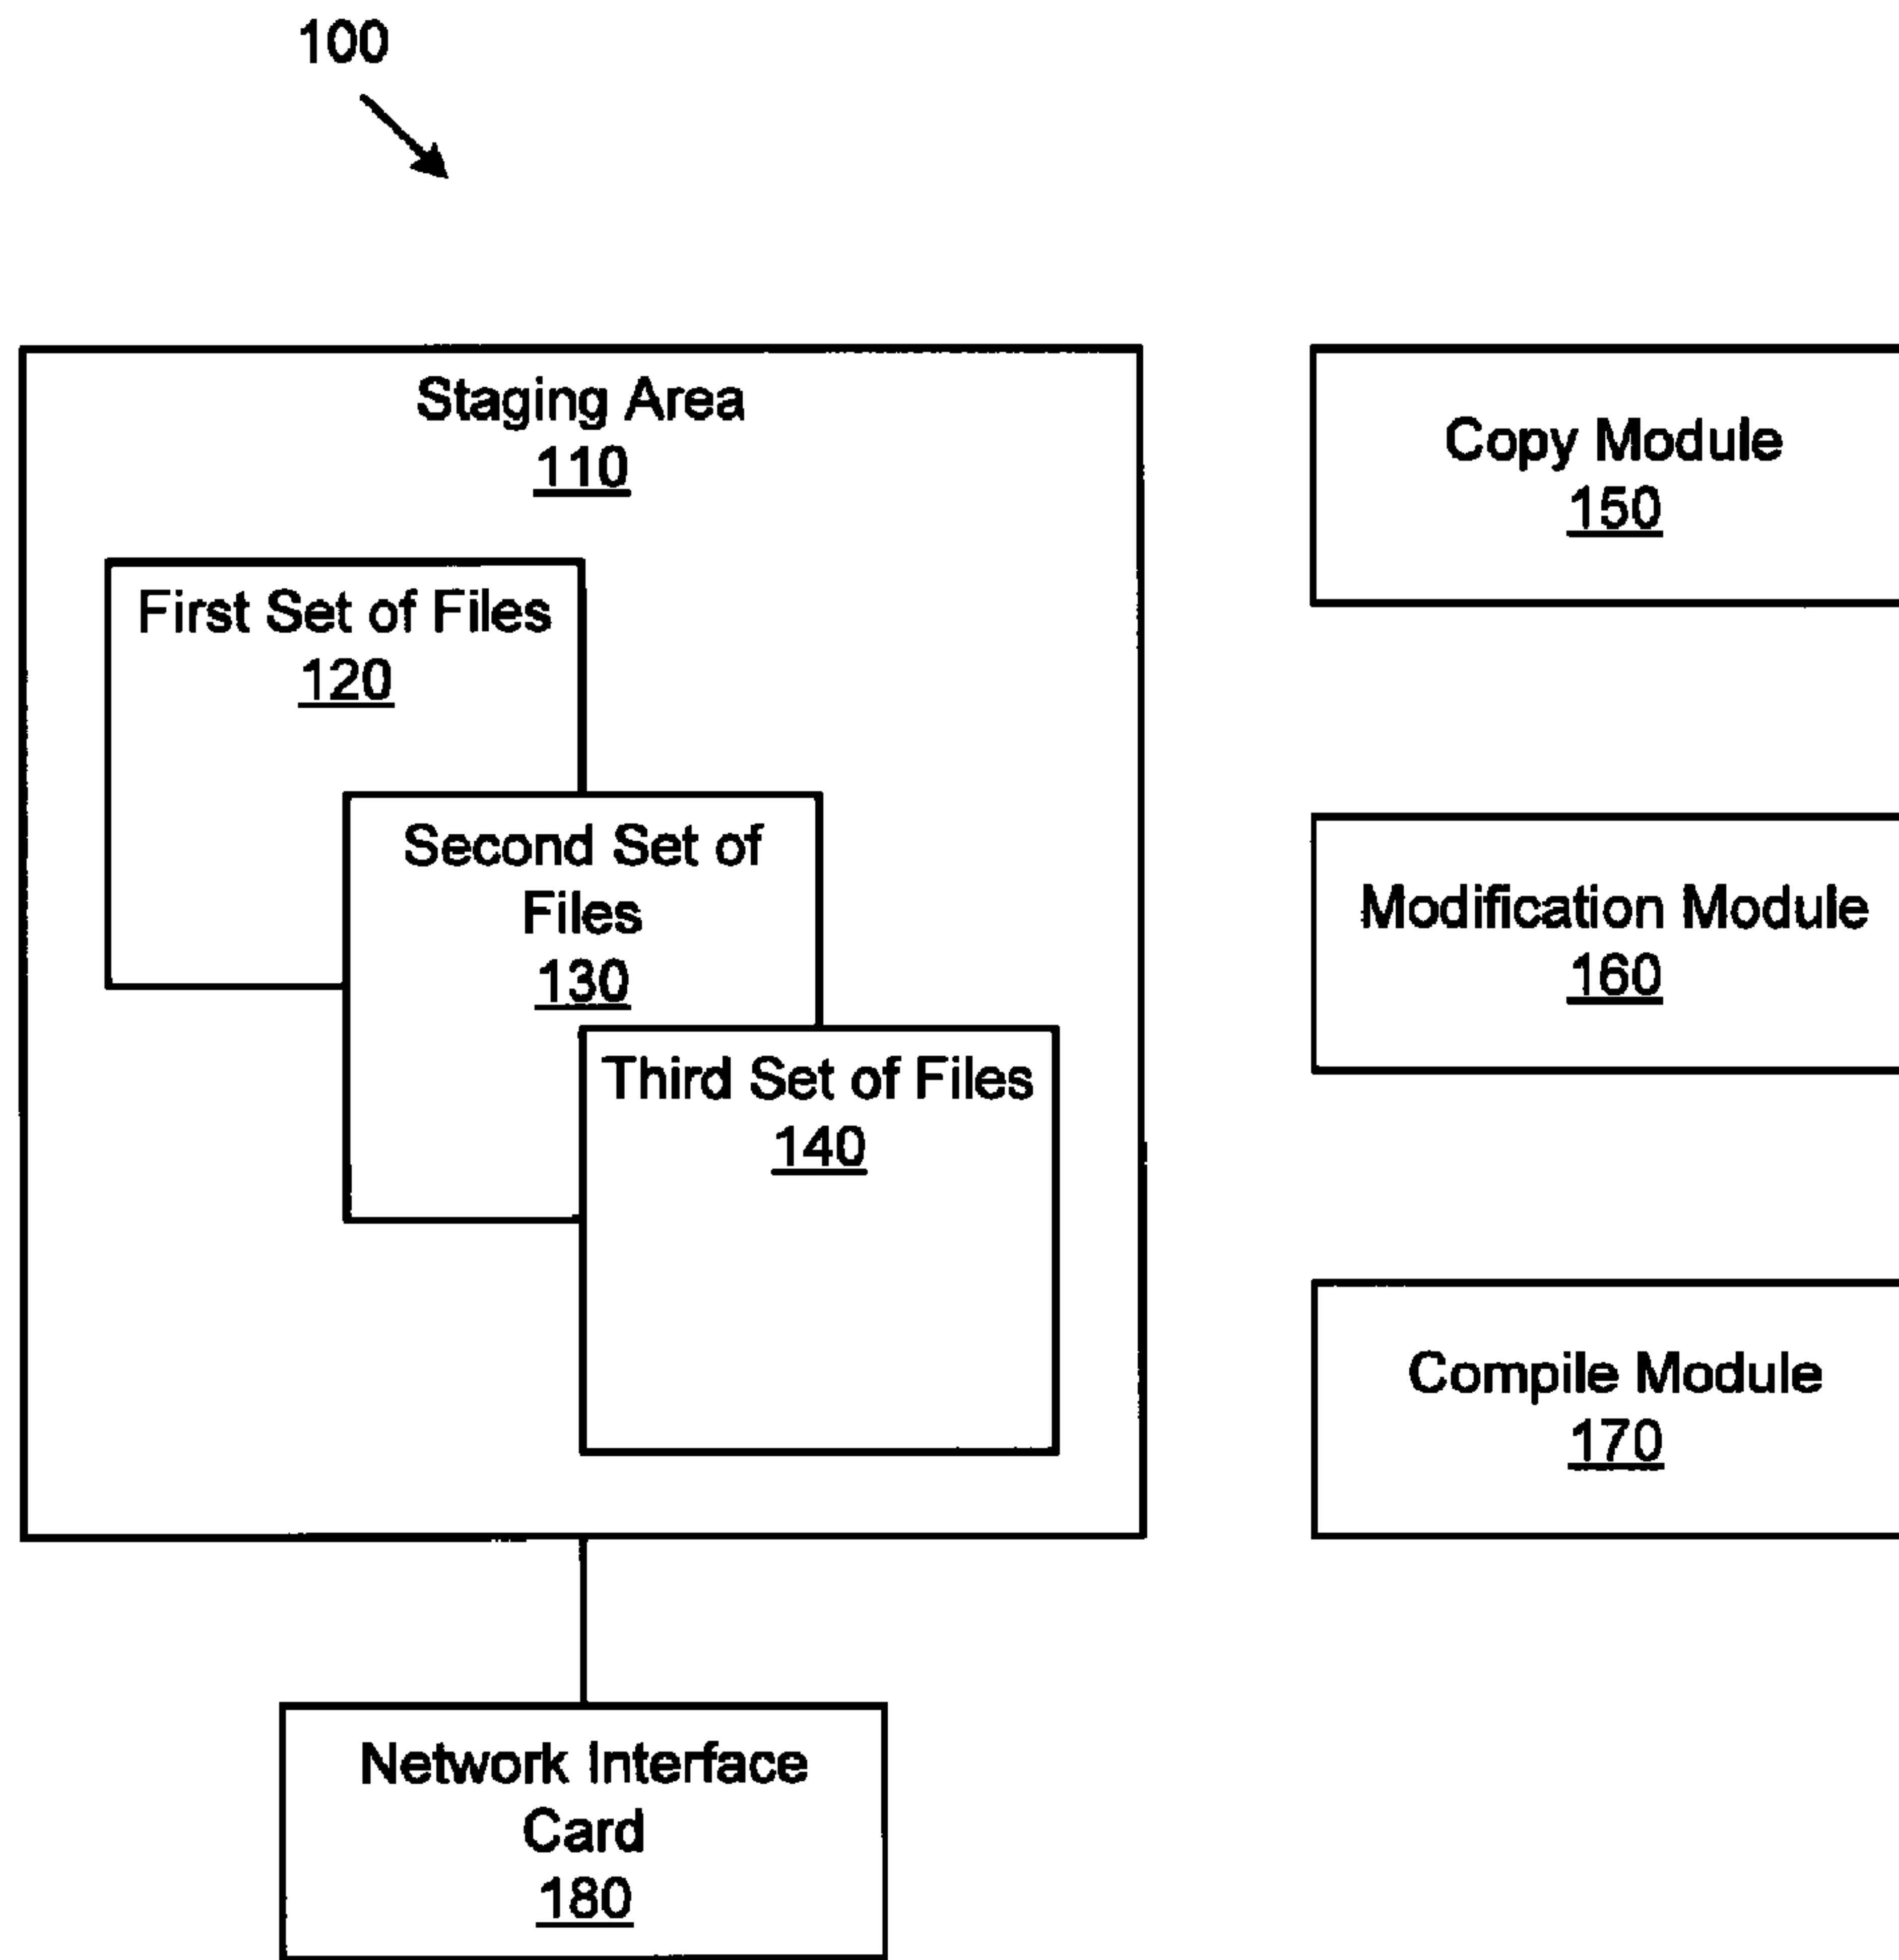 100
Staging Area
110
First Set of Files
120
Second Set of
Files
130
Third Set of Files
140
Copy Module
150
Modification Module
160
Compile Module
170
Network Interface
Card
180